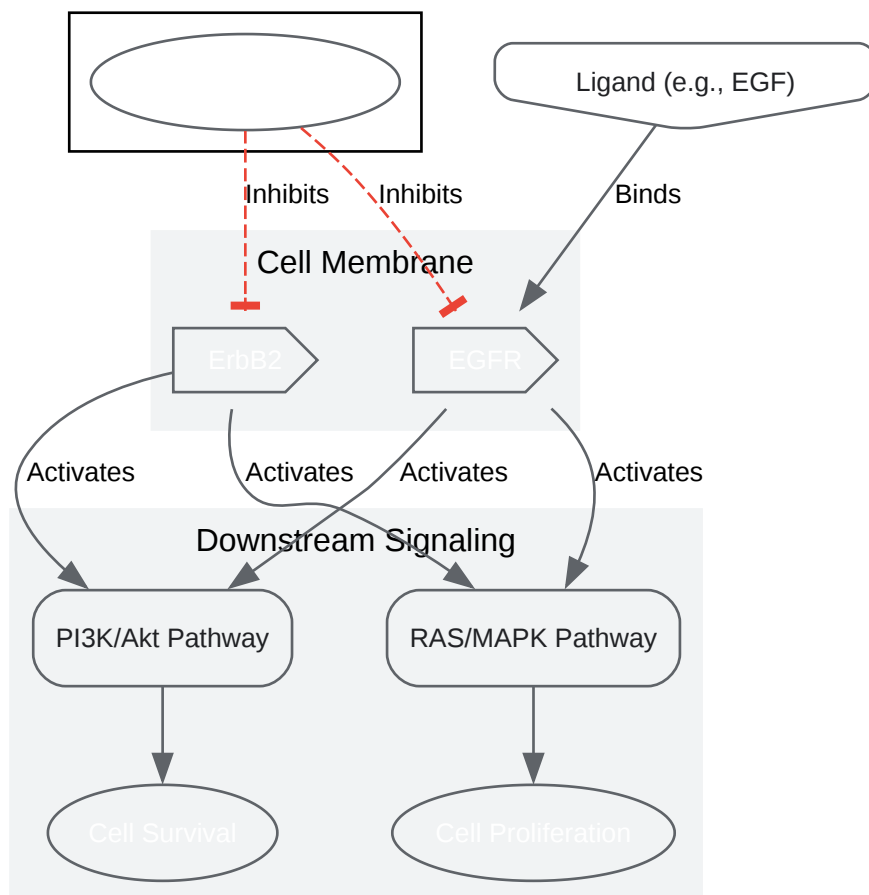 Ligand (e.g., EGF)
Inhibits
Inhibits
Binds
Cell Membrane
ErbB2
EGFR
Activates
Activates
Activates
Activates
Downstream Signaling
PI3K/Akt Pathway
RAS/MAPK Pathway
Cell Survival
Cell Proliferation